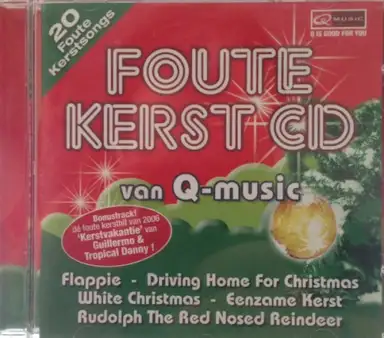 20
Foute
Kerstsongs
Q MUSIC
Q IS GOOD FOR YOU
FOUTE
KERST CD
van Q-music
Bonustrack!
dé foute kersthit van 2006
'Kerstvakantie' van
Guillermo &
Tropical Danny !
Flappie - Driving Home For Christmas
White Christmas - Eenzame Kerst
Rudolph The Red Nosed Reindeer